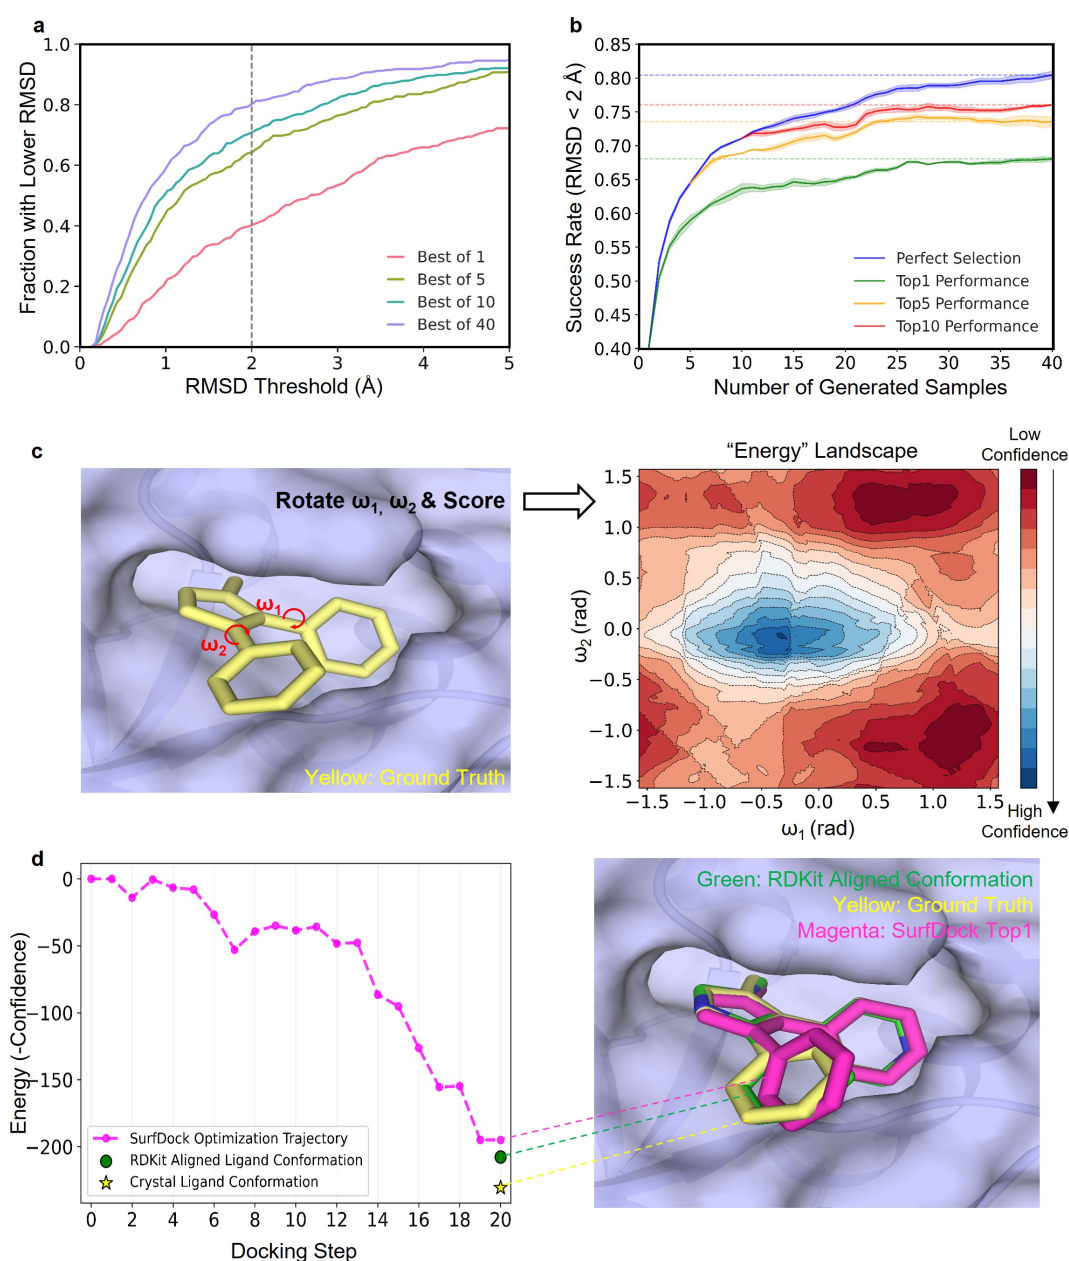 a
1.0
0.8
0.6
0.4
0.2
0.0
0
1
2
3
4
5
Fraction with Lower RMSD
RMSD Threshold (Å)
Best of 1
Best of 5
Best of 10
Best of 40
b
0.85
0.80
0.75
0.70
0.65
0.60
0.55
0.50
0.45
0.40
0
5
10
15
20
25
30
35
40
Success Rate (RMSD < 2 Å)
Number of Generated Samples
Perfect Selection
Top1 Performance
Top5 Performance
Top10 Performance
c
Rotate ω1, ω2 & Score
ω1
ω2
Yellow: Ground Truth
"Energy" Landscape
Low
Confidence
1.5
1.0
0.5
0.0
−0.5
−1.0
−1.5
ω2 (rad)
−1.5
−1.0
−0.5
0.0
0.5
1.0
1.5
ω1 (rad)
High
Confidence
d
0
−50
−100
−150
−200
Energy (-Confidence)
SurfDock Optimization Trajectory
RDKit Aligned Ligand Conformation
Crystal Ligand Conformation
0
2
4
6
8
10
12
14
16
18
20
Docking Step
Green: RDKit Aligned Conformation
Yellow: Ground Truth
Magenta: SurfDock Top1